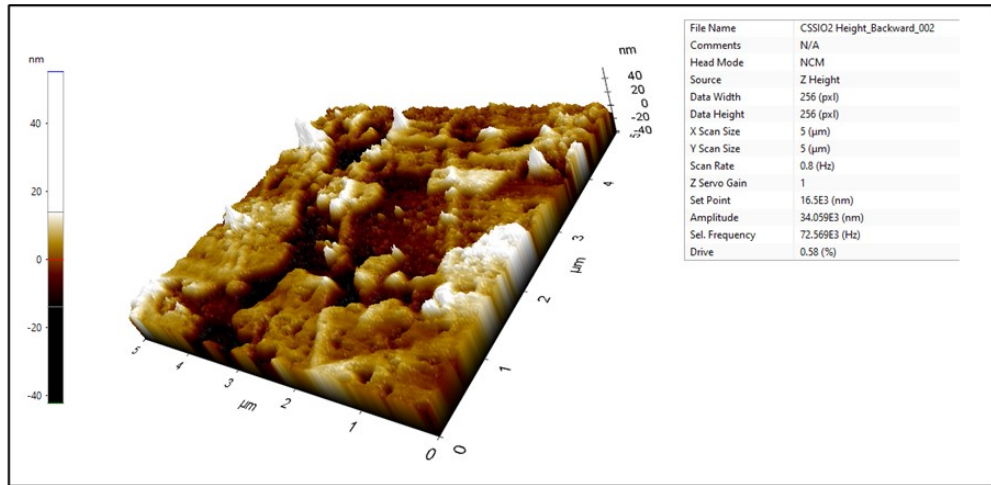 nm
40
20
0
-20
-40
nm
40
20
0
-20
-40
5
4
3
2
1
0
µm
5
4
3
2
1
0
µm
File Name CSSIO2 Height_Backward_002
Comments N/A
Head Mode NCM
Source Z Height
Data Width 256 (pxl)
Data Height 256 (pxl)
X Scan Size 5 (µm)
Y Scan Size 5 (µm)
Scan Rate 0.8 (Hz)
Z Servo Gain 1
Set Point 16.5E3 (nm)
Amplitude 34.059E3 (nm)
Sel. Frequency 72.569E3 (Hz)
Drive 0.58 (%)